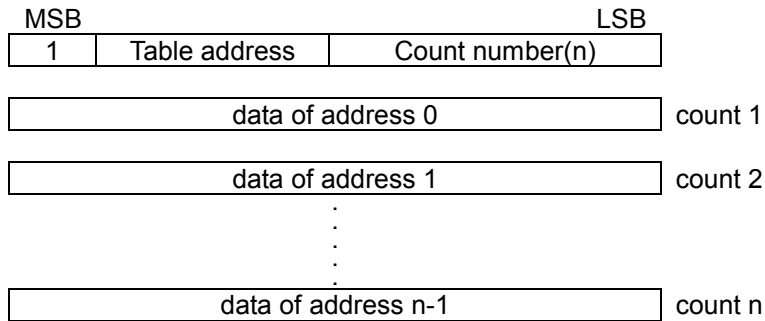 MSB LSB
1 Table address Count number(n)
data of address 0 count 1
data of address 1 count 2
.
.
.
.
.
data of address n-1 count n